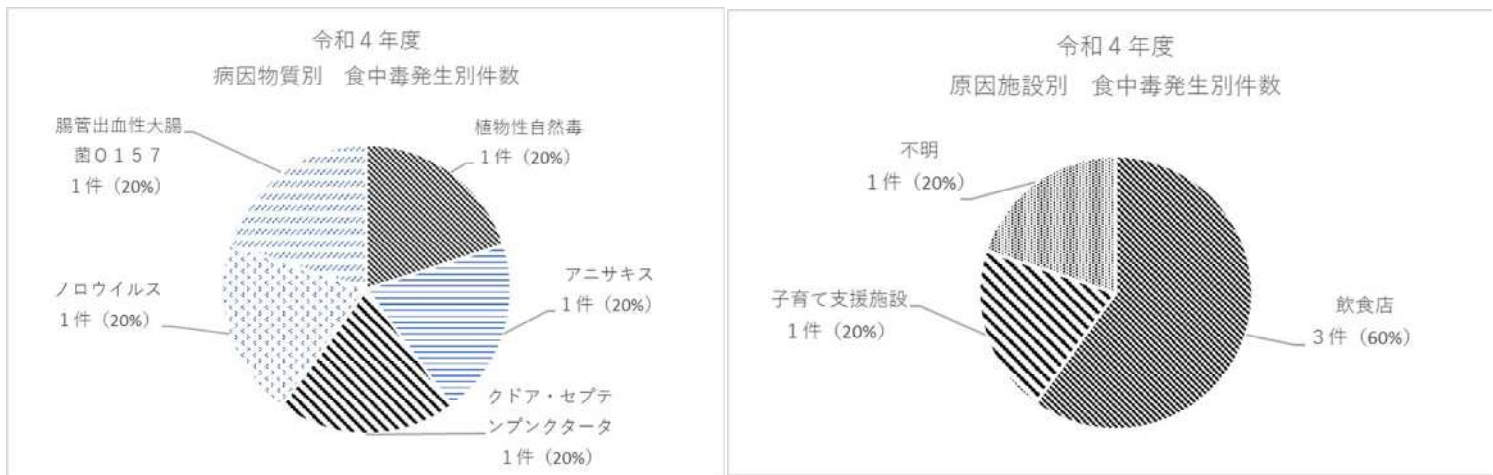 令和４年度
病因物質別　食中毒発生別件数
腸管出血性大腸
菌０１５７
１件（20%）
植物性自然毒
１件（20%）
アニサキス
１件（20%）
ノロウイルス
１件（20%）
クドア・セプテ
ンプンクタータ
１件（20%）
令和４年度
原因施設別　食中毒発生別件数
不明
１件（20%）
子育て支援施設
１件（20%）
飲食店
３件（60%）